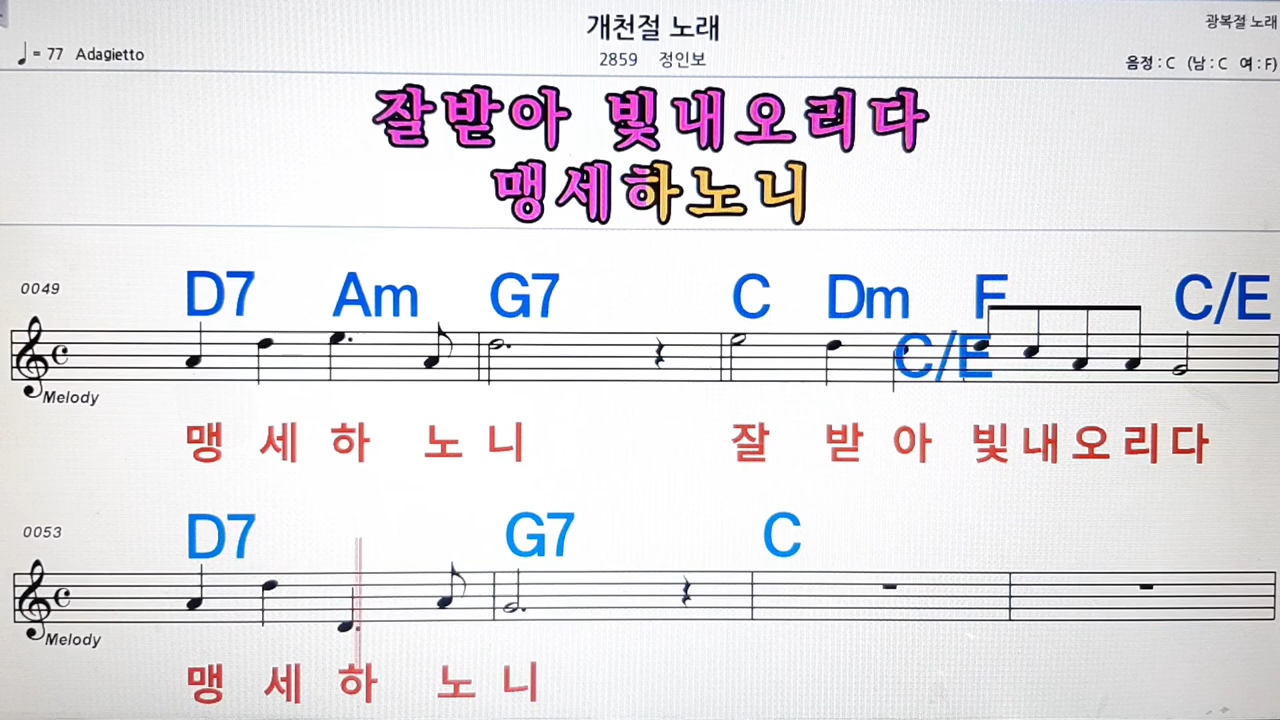 개천절 노래
광복절 노래
= 77 Adagietto
2859 정인보
음정 : C (남 : C 여 : F)
잘받아 빛내오리다
맹세하노니
0049
D7 Am G7 C Dm F C/E
C/E
Melody
맹 세 하 노 니 잘 받 아 빛 내 오 리 다
0053
D7 G7 C
Melody
맹 세 하 노 니